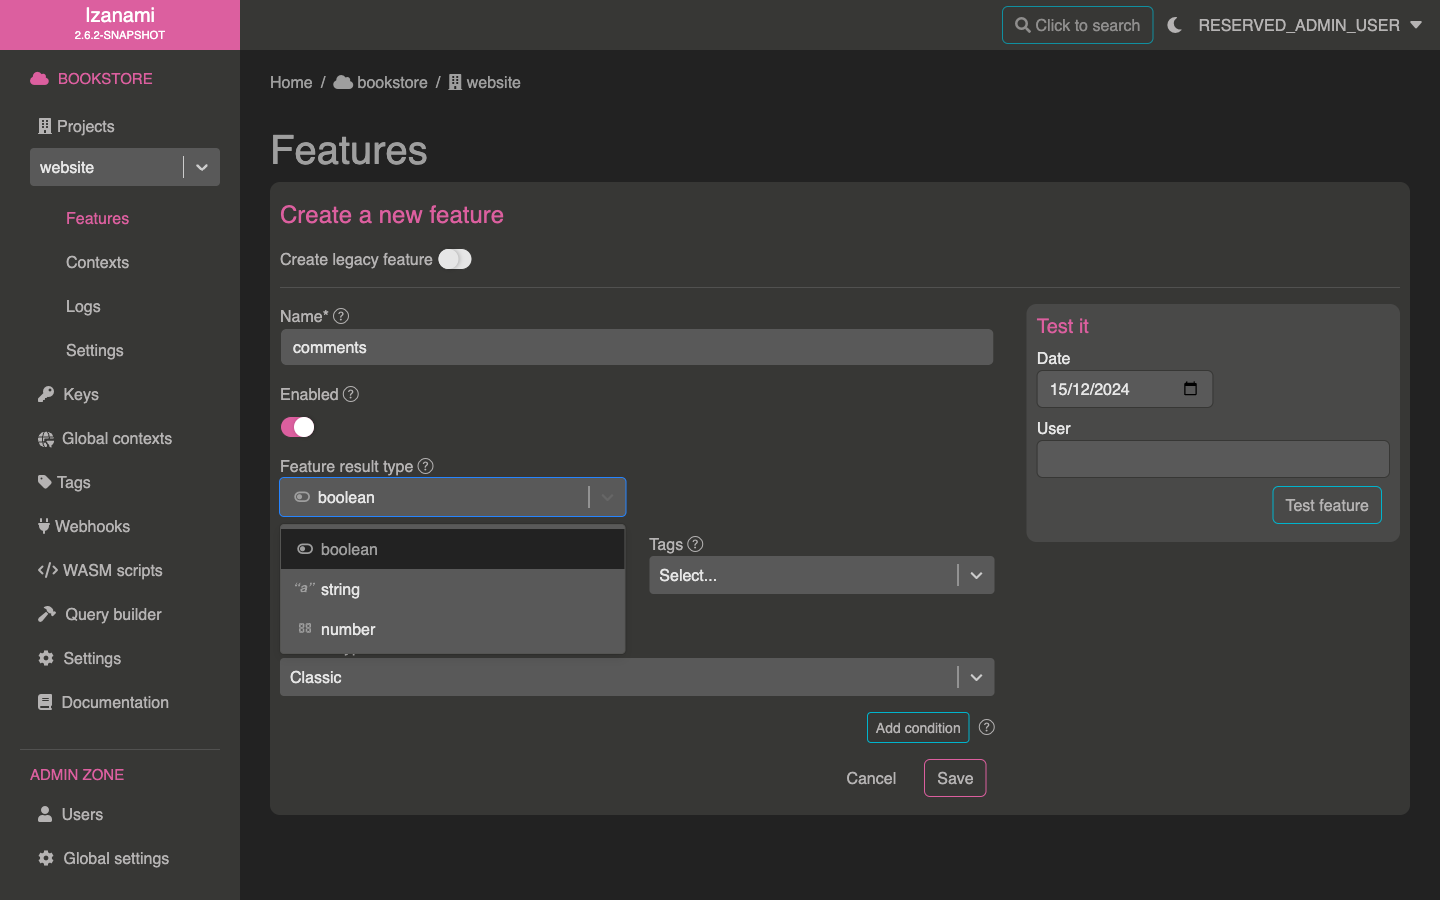 Izanami
2.6.2-SNAPSHOT
Click to search
RESERVED_ADMIN_USER
BOOKSTORE
Projects
website
Features
Contexts
Logs
Settings
Keys
Global contexts
Tags
Webhooks
WASM scripts
Query builder
Settings
Documentation
ADMIN ZONE
Users
Global settings
Home / bookstore / website
Features
Create a new feature
Create legacy feature
Name* ?
comments
Enabled ?
Feature result type ?
boolean
boolean
"a" string
88 number
Tags ?
Select...
Classic
Add condition ?
Cancel
Save
Test it
Date
15/12/2024
User
Test feature